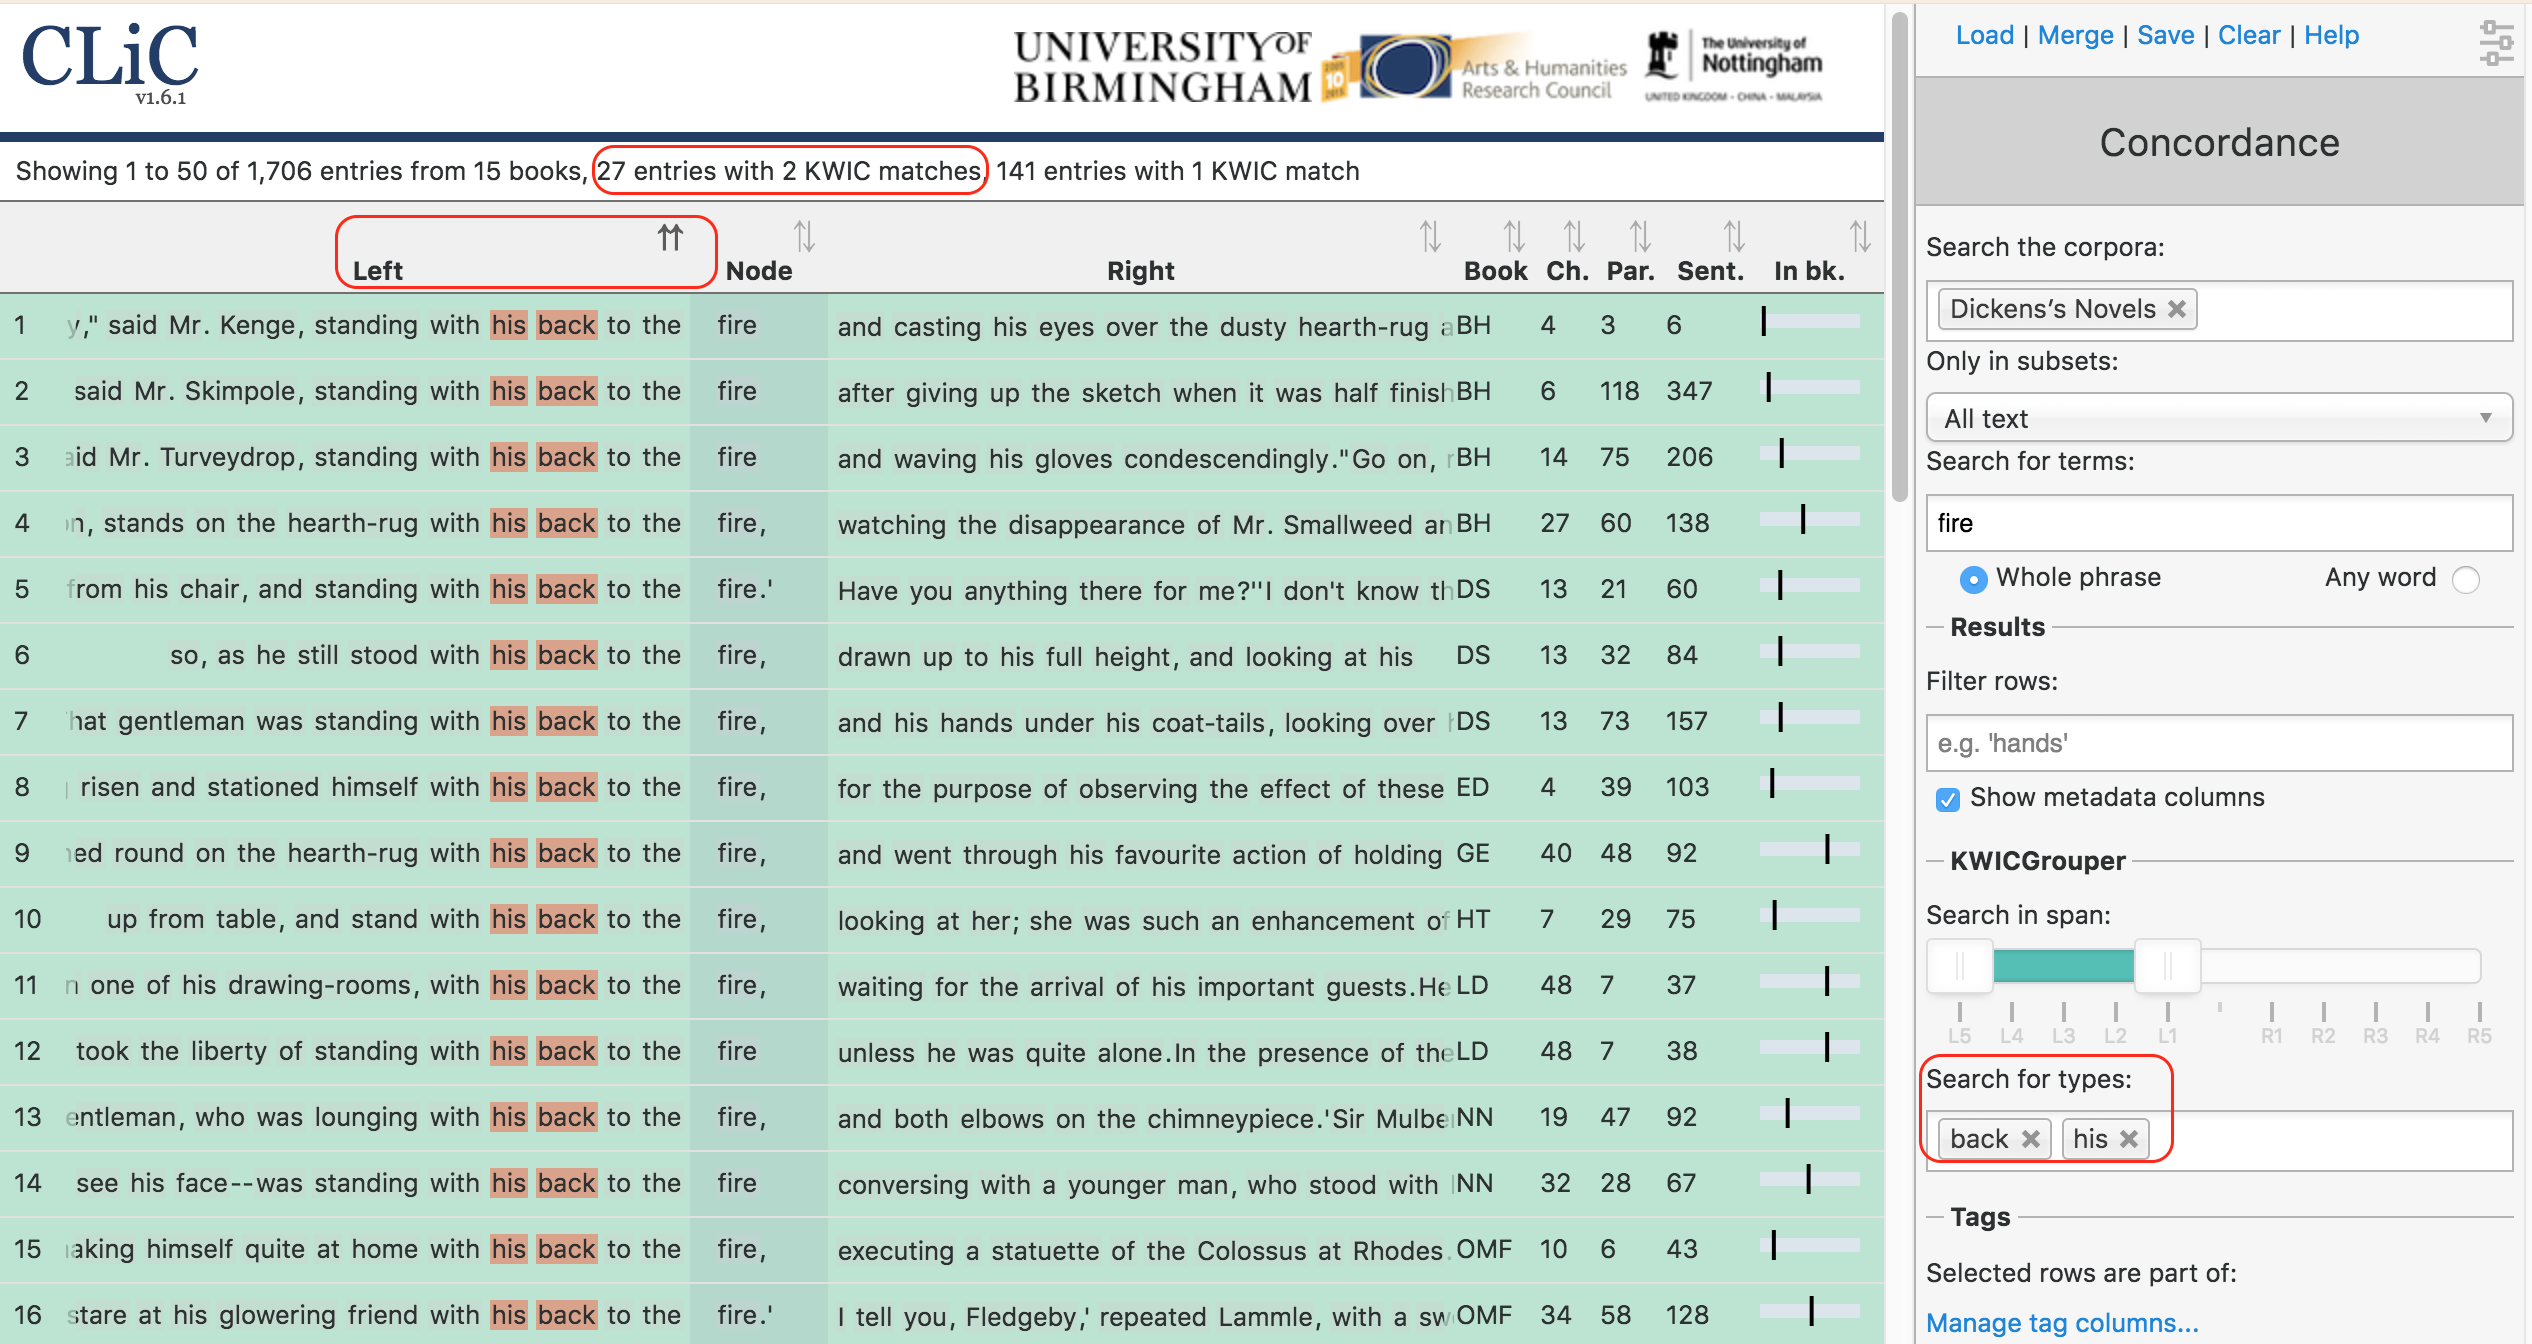 CLiC
v1.6.1
UNIVERSITY OF
BIRMINGHAM
2005
10
2015
Arts & Humanities
Research Council
The University of
Nottingham
UNITED KINGDOM · CHINA · MALAYSIA
Load | Merge | Save | Clear | Help
Concordance
Showing 1 to 50 of 1,706 entries from 15 books, 27 entries with 2 KWIC matches, 141 entries with 1 KWIC match
Left Node Right Book Ch. Par. Sent. In bk.
1 y," said Mr. Kenge, standing with his back to the fire and casting his eyes over the dusty hearth-rug a BH 4 3 6
2 said Mr. Skimpole, standing with his back to the fire after giving up the sketch when it was half finish BH 6 118 347
3 aid Mr. Turveydrop, standing with his back to the fire and waving his gloves condescendingly."Go on, r BH 14 75 206
4 n, stands on the hearth-rug with his back to the fire, watching the disappearance of Mr. Smallweed an BH 27 60 138
5 from his chair, and standing with his back to the fire.' Have you anything there for me?''I don't know th DS 13 21 60
6 so, as he still stood with his back to the fire, drawn up to his full height, and looking at his DS 13 32 84
7 hat gentleman was standing with his back to the fire, and his hands under his coat-tails, looking over DS 13 73 157
8 risen and stationed himself with his back to the fire, for the purpose of observing the effect of these ED 4 39 103
9 ed round on the hearth-rug with his back to the fire, and went through his favourite action of holding GE 40 48 92
10 up from table, and stand with his back to the fire, looking at her; she was such an enhancement of HT 7 29 75
11 n one of his drawing-rooms, with his back to the fire, waiting for the arrival of his important guests.He LD 48 7 37
12 took the liberty of standing with his back to the fire unless he was quite alone.In the presence of the LD 48 7 38
13 entleman, who was lounging with his back to the fire, and both elbows on the chimneypiece.'Sir Mulbe NN 19 47 92
14 see his face--was standing with his back to the fire conversing with a younger man, who stood with NN 32 28 67
15 aking himself quite at home with his back to the fire, executing a statuette of the Colossus at Rhodes. OMF 10 6 43
16 stare at his glowering friend with his back to the fire.' I tell you, Fledgeby,' repeated Lammle, with a sw OMF 34 58 128
Search the corpora:
Dickens's Novels
Only in subsets:
All text
Search for terms:
fire
Whole phrase Any word
Results
Filter rows:
e.g. 'hands'
Show metadata columns
KWICGrouper
Search in span:
L5 L4 L3 L2 L1 R1 R2 R3 R4 R5
Search for types:
back his
Tags
Selected rows are part of:
Manage tag columns...